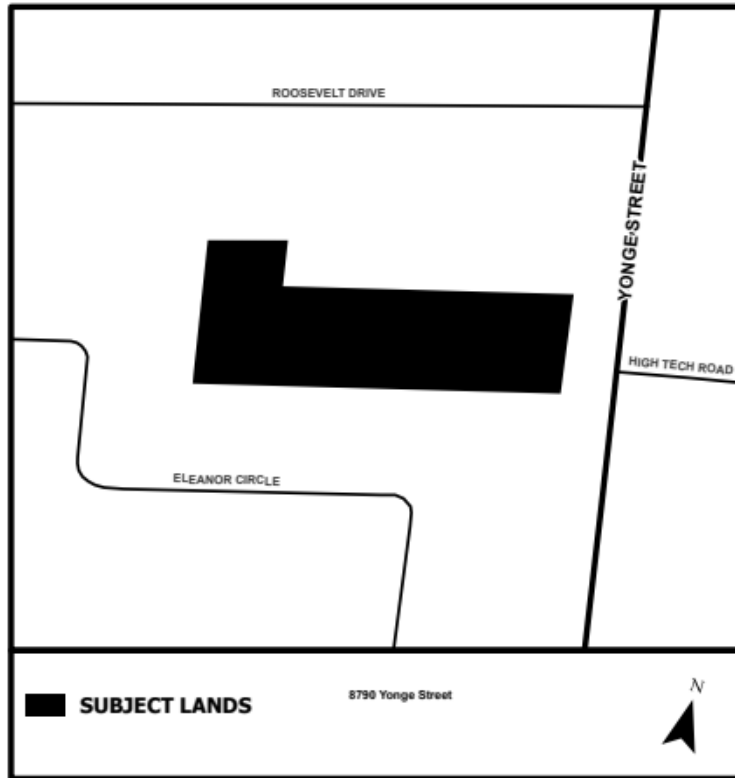 ROOSEVELT DRIVE
YONGE STREET
HIGH TECH ROAD
ELEANOR CIRCLE
SUBJECT LANDS
8790 Yonge Street
N